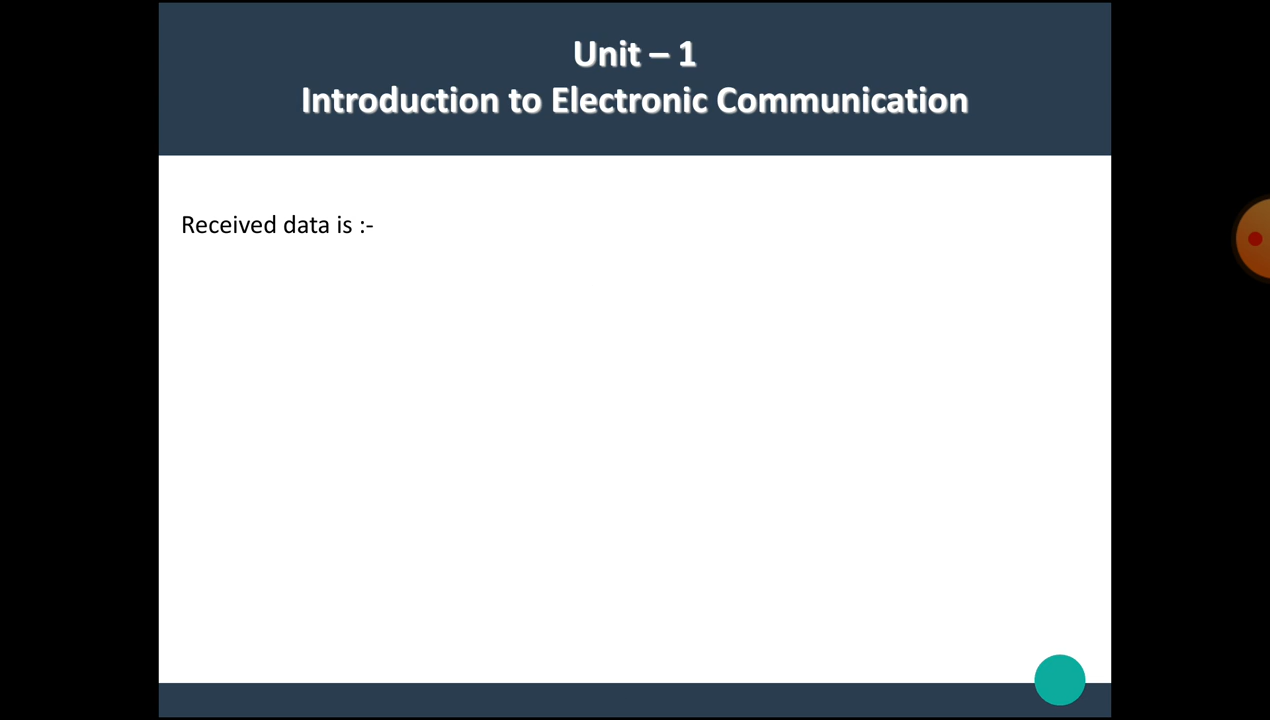 Unit – 1
Introduction to Electronic Communication
Received data is :-